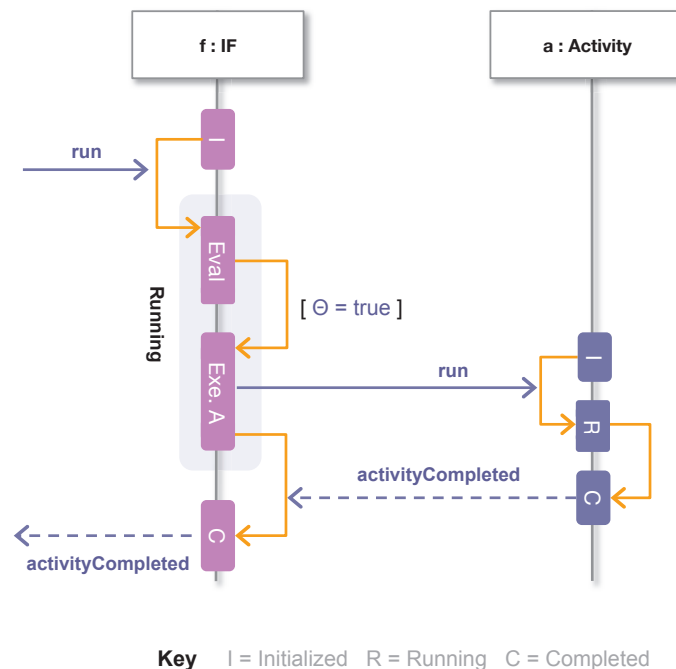 f : IF
a : Activity
I
run
Eval
Running
[ Θ = true ]
Exe. A
run
I
R
activityCompleted
C
C
activityCompleted
Key I = Initialized R = Running C = Completed